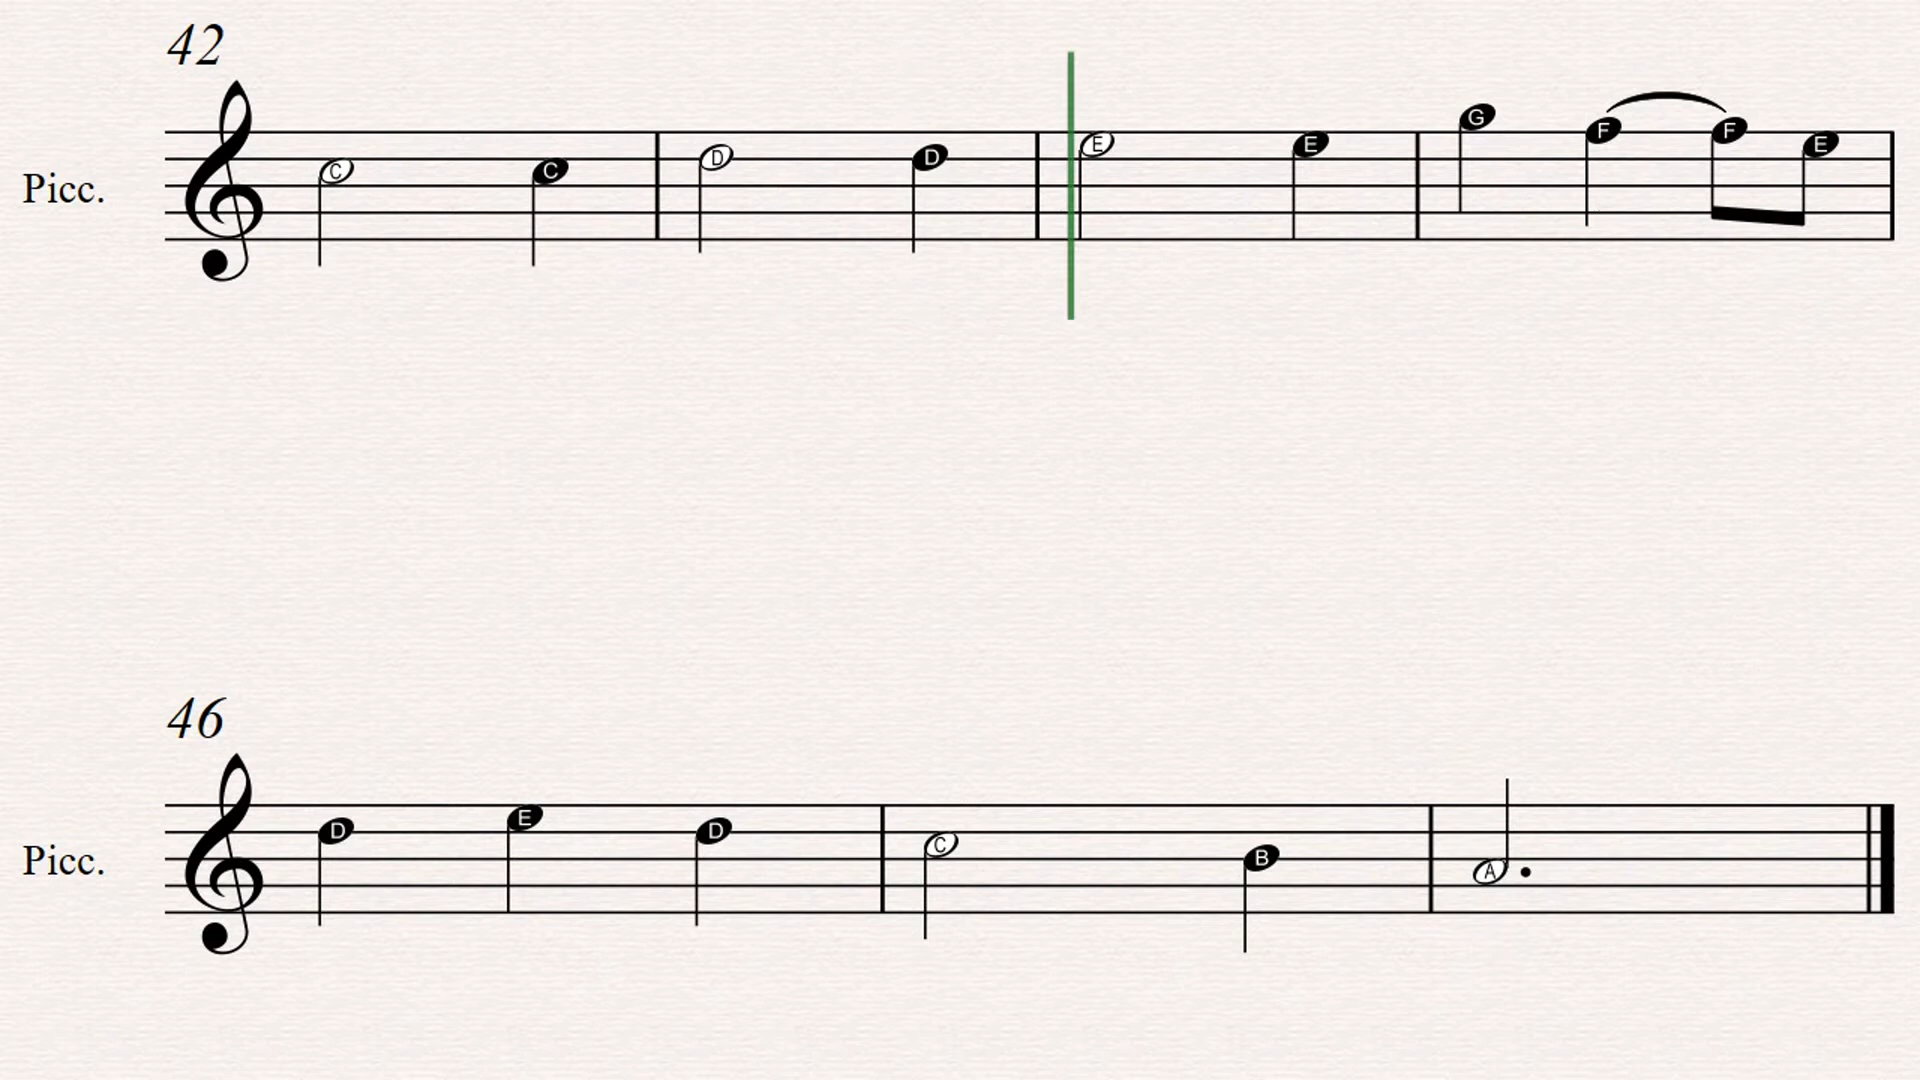 42
Picc.
C C D D E E G F F E
46
Picc.
D E D C B A